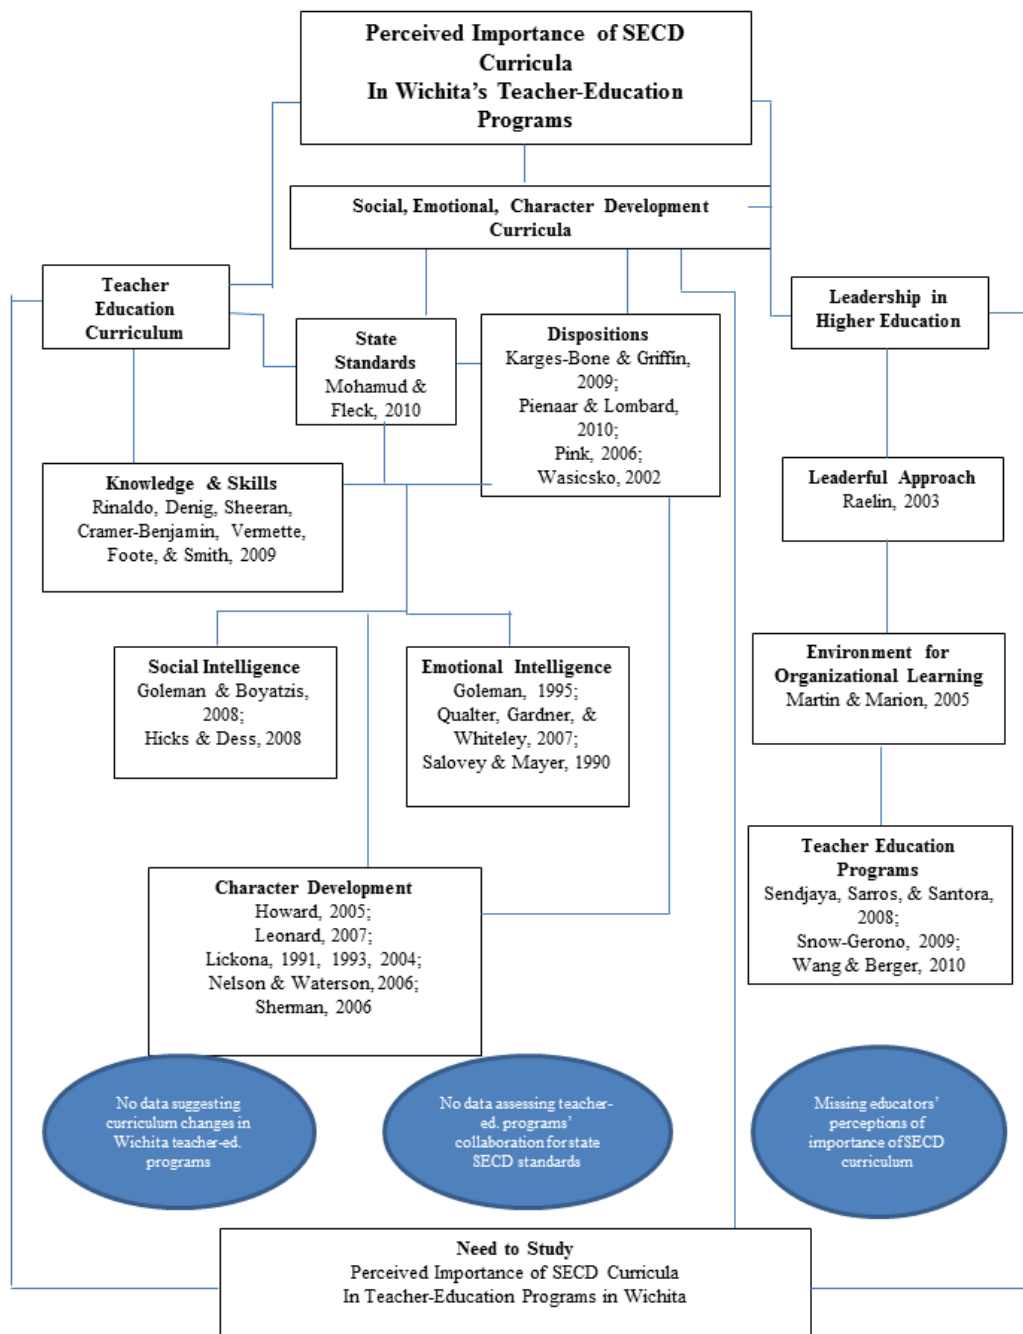 Perceived Importance of SECD
Curricula
In Wichita's Teacher-Education
Programs
Social, Emotional, Character Development
Curricula
Teacher
Education
Curriculum
State
Standards
Mohamud &
Fleck, 2010
Dispositions
Karges-Bone & Griffin,
2009;
Pienaar & Lombard,
2010;
Pink, 2006;
Wasicsko, 2002
Leadership in
Higher Education
Knowledge & Skills
Rinaldo, Denig, Sheeran,
Cramer-Benjamin, Vermette,
Foote, & Smith, 2009
Leaderful Approach
Raelin, 2003
Social Intelligence
Goleman & Boyatzis,
2008;
Hicks & Dess, 2008
Emotional Intelligence
Goleman, 1995;
Qualter, Gardner, &
Whiteley, 2007;
Salovey & Mayer, 1990
Environment for
Organizational Learning
Martin & Marion, 2005
Character Development
Howard, 2005;
Leonard, 2007;
Lickona, 1991, 1993, 2004;
Nelson & Waterson, 2006;
Sherman, 2006
Teacher Education
Programs
Sendjaya, Sarros, & Santora,
2008;
Snow-Gerono, 2009;
Wang & Berger, 2010
No data suggesting
curriculum changes in
Wichita teacher-ed.
programs
No data assessing teacher-
ed. programs'
collaboration for state
SECD standards
Missing educators'
perceptions of
importance of SECD
curriculum
Need to Study
Perceived Importance of SECD Curricula
In Teacher-Education Programs in Wichita